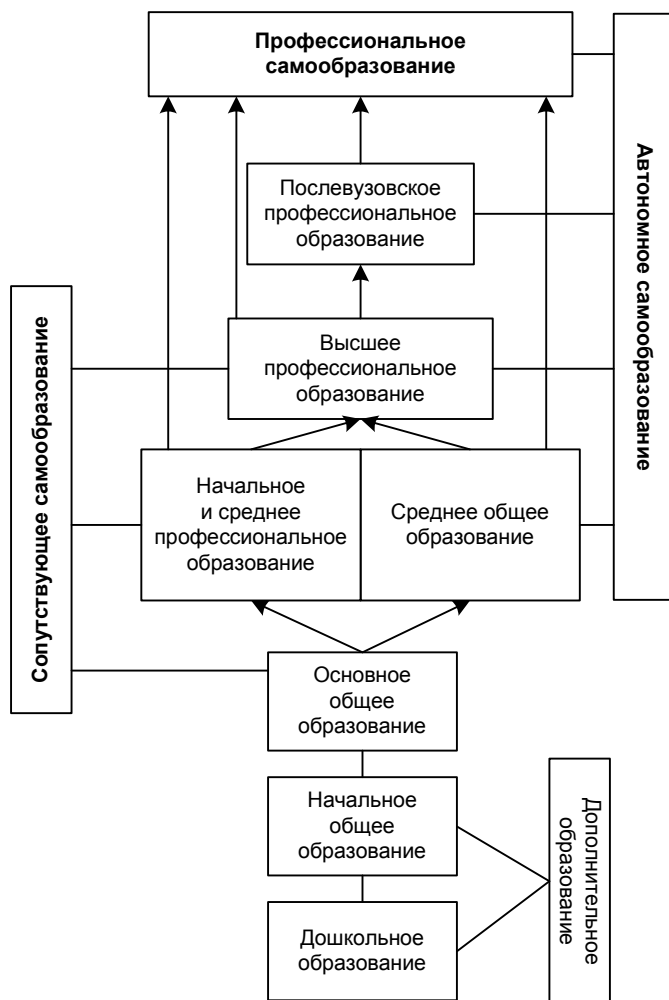 Профессиональное
самообразование
Автономное самообразование
Послевузовское
профессиональное
образование
Сопутствующее самообразование
Высшее
профессиональное
образование
Начальное
и среднее
профессиональное
образование
Среднее общее
образование
Основное
общее
образование
Начальное
общее
образование
Дополнительное
образование
Дошкольное
образование